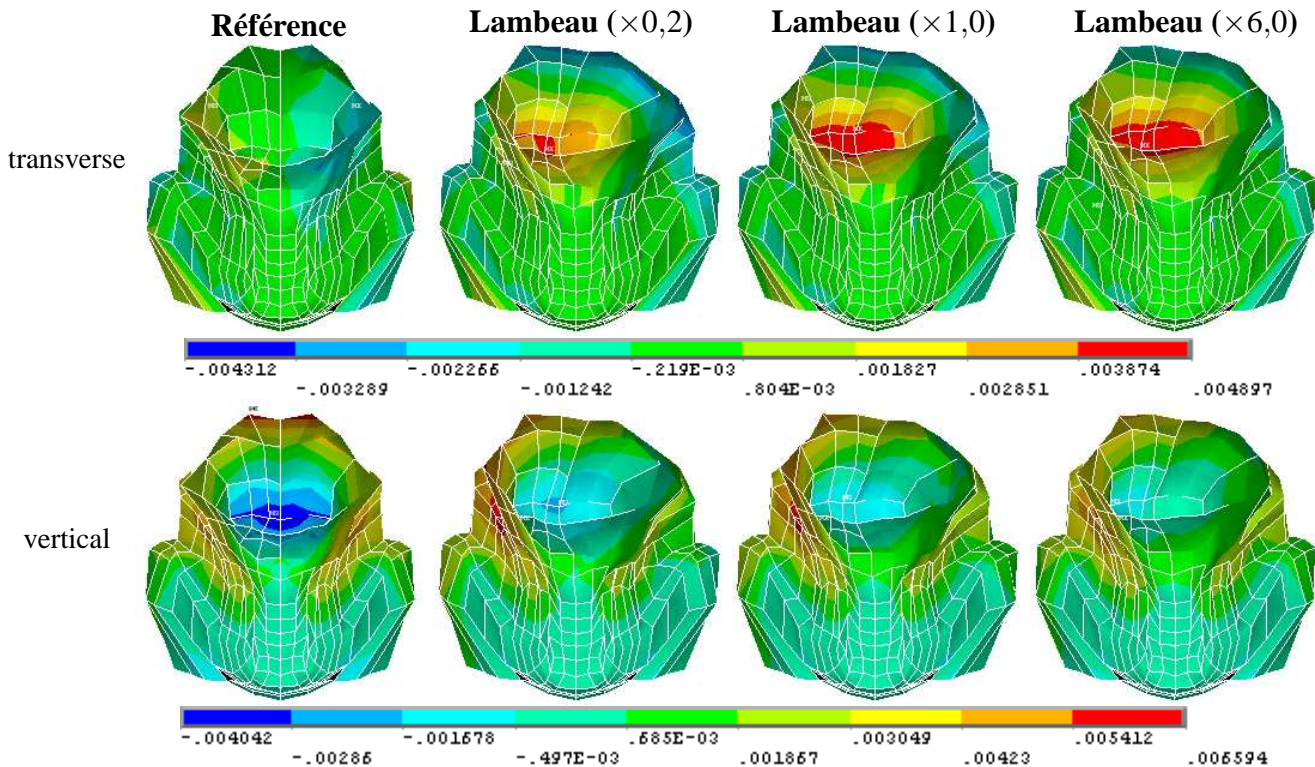 Référence Lambeau (×0,2) Lambeau (×1,0) Lambeau (×6,0)
transverse
-.004312 -.002266 -.219E-03 .001827 .003874
-.003289 -.001242 .804E-03 .002851 .004897
vertical
-.004042 -.001678 .685E-03 .003049 .005412
-.00286 -.497E-03 .001867 .00423 .006594